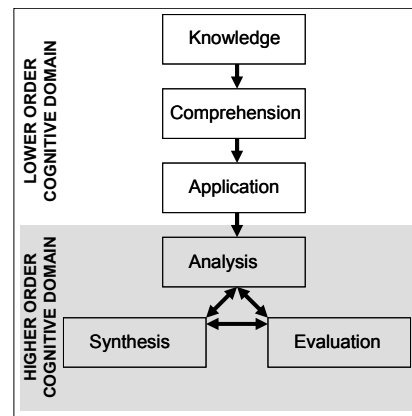 LOWER ORDER
COGNITIVE DOMAIN
Knowledge
Comprehension
Application
HIGHER ORDER
COGNITIVE DOMAIN
Analysis
Synthesis
Evaluation